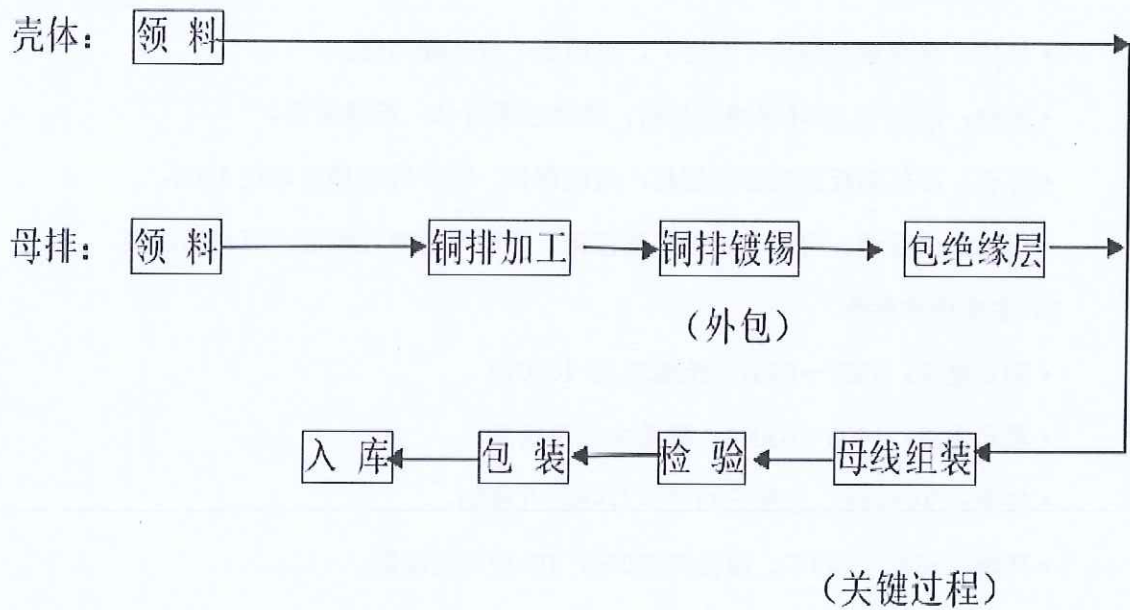 壳体： 领 料
母排： 领 料 铜排加工 铜排镀锡 包绝缘层
（外包）
入 库 包 装 检 验 母线组装
（关键过程）